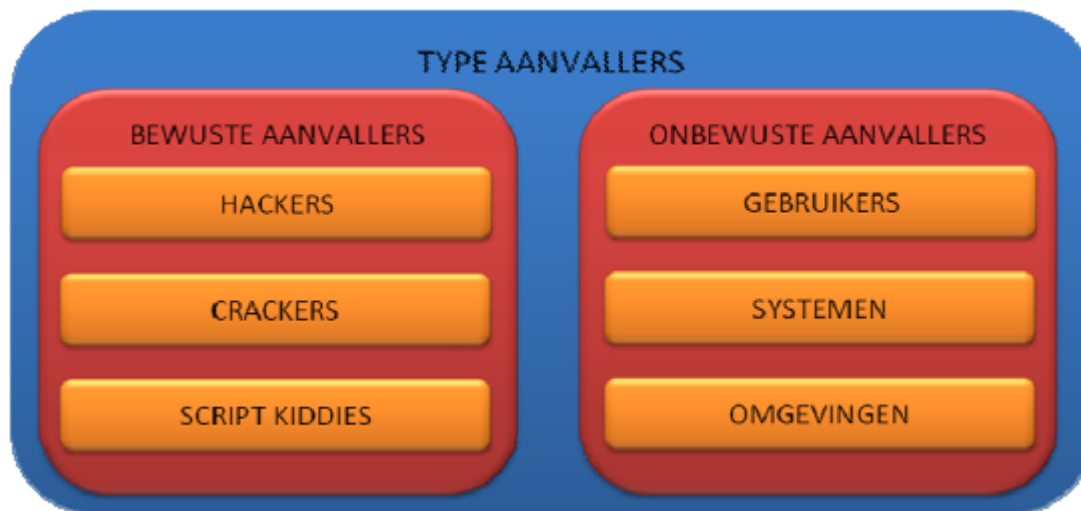 TYPE AANVALLERS
BEWUSTE AANVALLERS
HACKERS
CRACKERS
SCRIPT KIDDIES
ONBEWUSTE AANVALLERS
GEBRUIKERS
SYSTEMEN
OMGEVINGEN